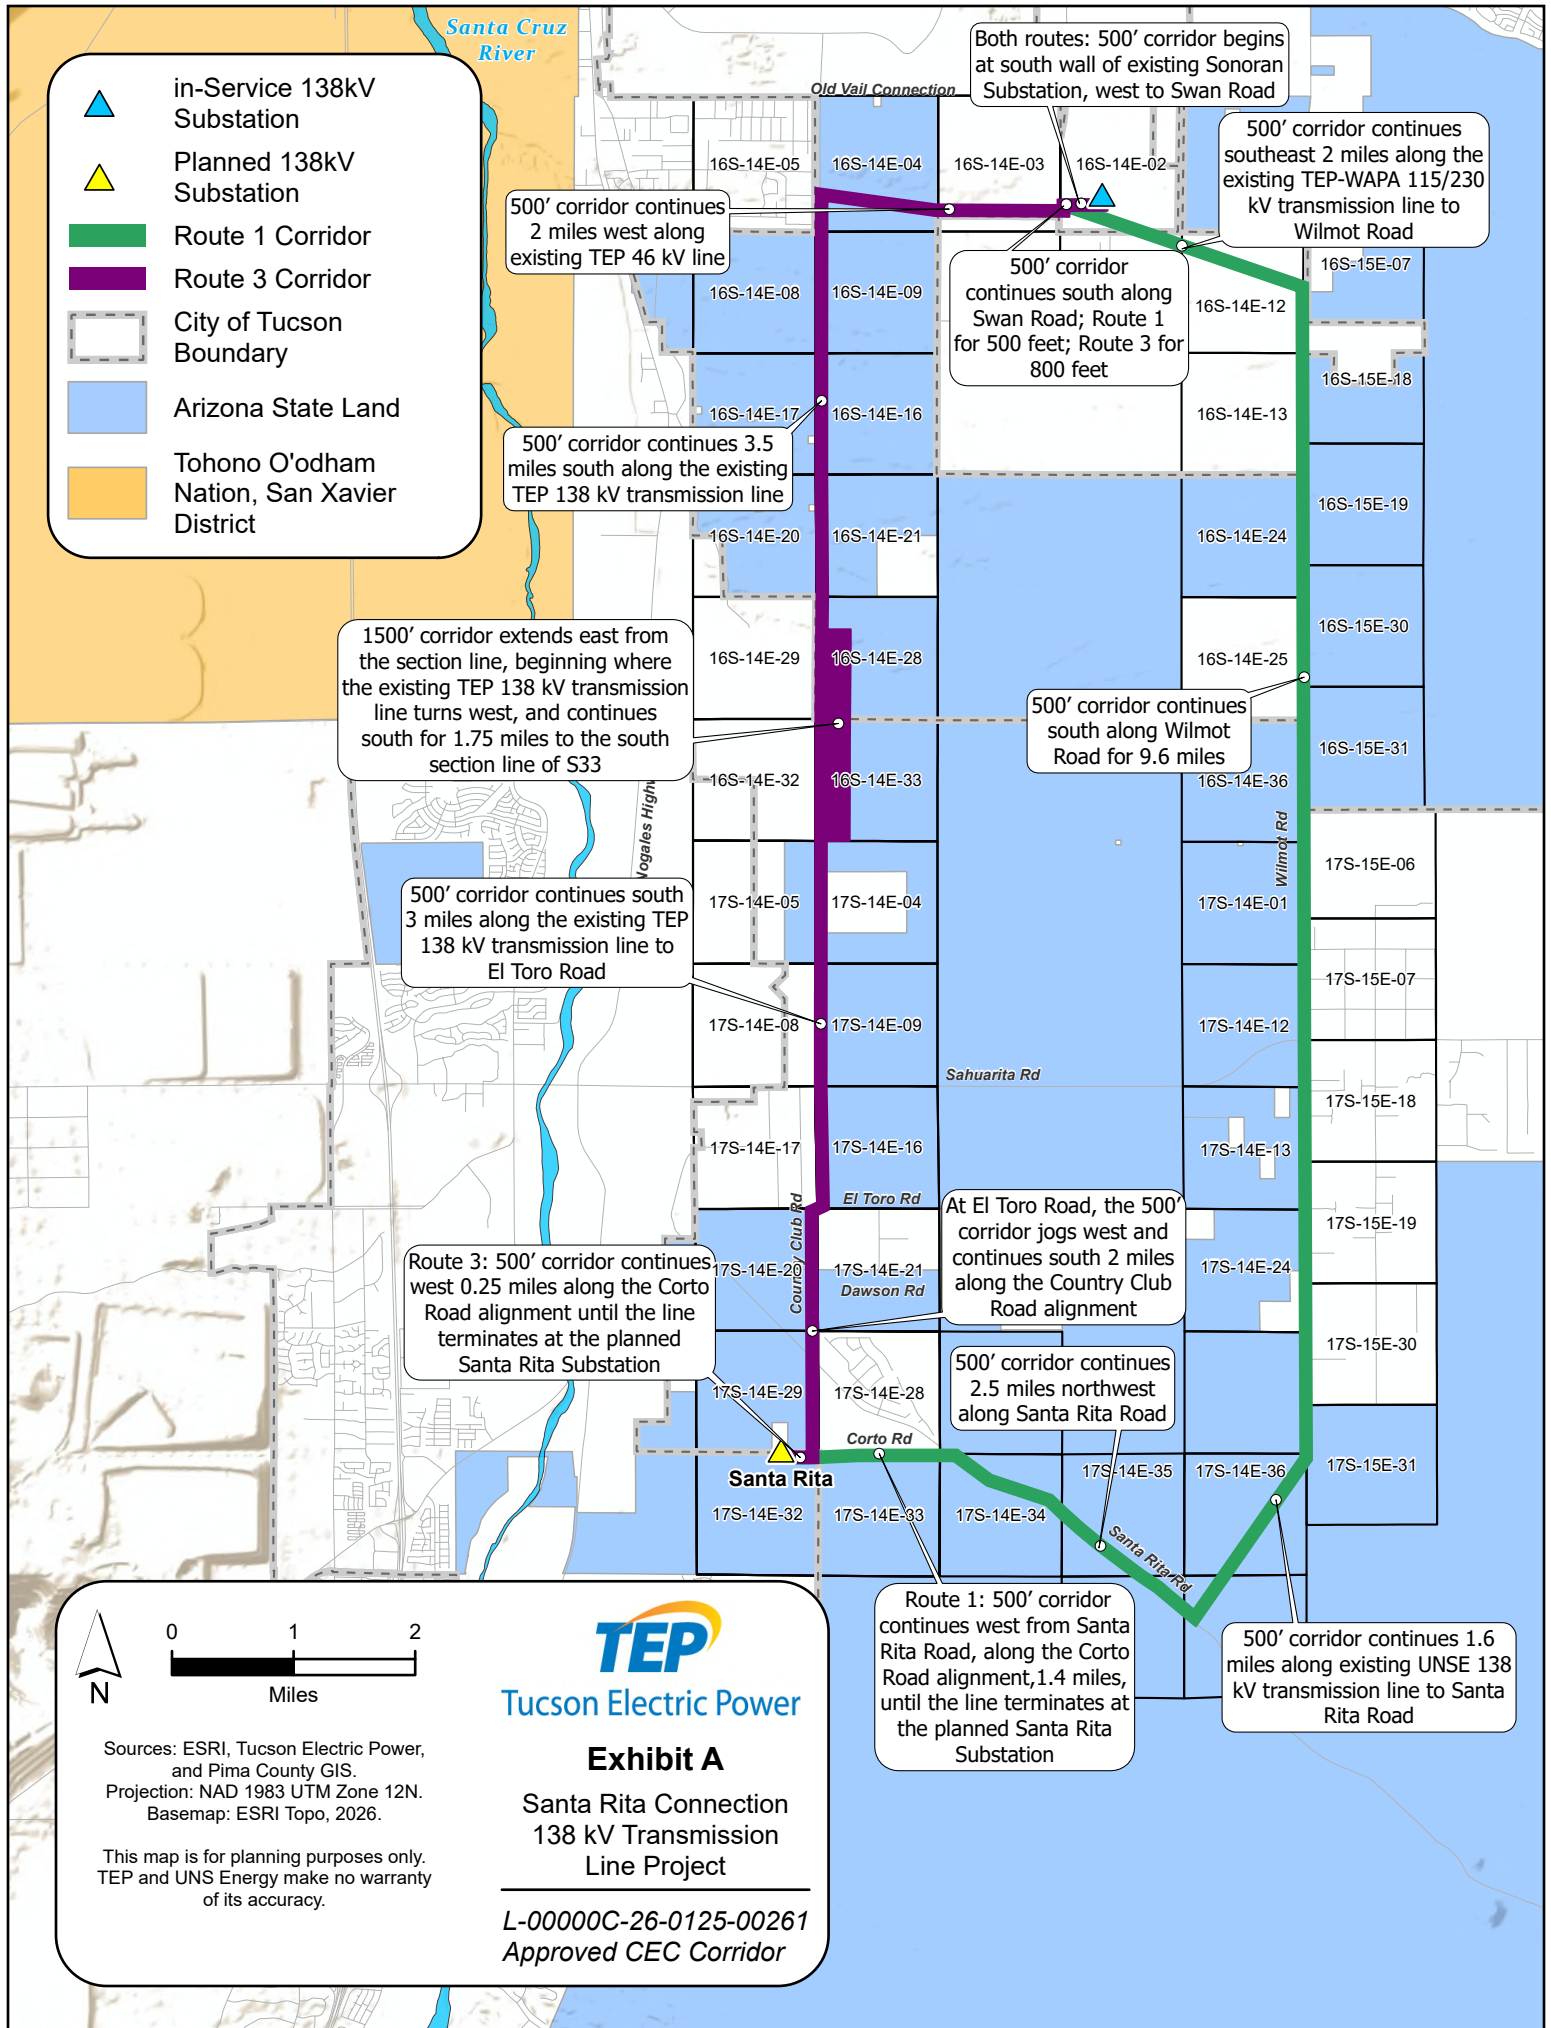 Santa Cruz
River
in-Service 138kV
Substation
Planned 138kV
Substation
Route 1 Corridor
Route 3 Corridor
City of Tucson
Boundary
Arizona State Land
Tohono O'odham
Nation, San Xavier
District
Both routes: 500' corridor begins
at south wall of existing Sonoran
Substation, west to Swan Road
Old Vail Connection
500' corridor continues
southeast 2 miles along the
existing TEP-WAPA 115/230
kV transmission line to
Wilmot Road
16S-14E-05
16S-14E-04
16S-14E-03
16S-14E-02
500' corridor continues
2 miles west along
existing TEP 46 kV line
500' corridor
continues south along
Swan Road; Route 1
for 500 feet; Route 3 for
800 feet
16S-15E-07
16S-14E-08
16S-14E-09
16S-14E-12
16S-15E-18
16S-14E-17
16S-14E-16
16S-14E-13
500' corridor continues 3.5
miles south along the existing
TEP 138 kV transmission line
16S-15E-19
16S-14E-20
16S-14E-21
16S-14E-24
1500' corridor extends east from
the section line, beginning where
the existing TEP 138 kV transmission
line turns west, and continues
south for 1.75 miles to the south
section line of S33
16S-15E-30
16S-14E-29
16S-14E-28
16S-14E-25
500' corridor continues
south along Wilmot
Road for 9.6 miles
16S-15E-31
16S-14E-32
16S-14E-33
16S-14E-36
Nogales Highw
Wilmot Rd
17S-15E-06
500' corridor continues south
3 miles along the existing TEP
138 kV transmission line to
El Toro Road
17S-14E-05
17S-14E-04
17S-14E-01
17S-15E-07
17S-14E-08
17S-14E-09
17S-14E-12
Sahuarita Rd
17S-15E-18
17S-14E-17
17S-14E-16
17S-14E-13
El Toro Rd
Country Club Rd
At El Toro Road, the 500'
corridor jogs west and
continues south 2 miles
along the Country Club
Road alignment
17S-15E-19
Route 3: 500' corridor continues
west 0.25 miles along the Corto
Road alignment until the line
terminates at the planned
Santa Rita Substation
17S-14E-20
17S-14E-21
17S-14E-24
Dawson Rd
17S-15E-30
500' corridor continues
2.5 miles northwest
along Santa Rita Road
17S-14E-29
17S-14E-28
Corto Rd
Santa Rita
17S-14E-35
17S-14E-36
17S-15E-31
17S-14E-32
17S-14E-33
17S-14E-34
Santa Rita Rd
Route 1: 500' corridor
continues west from Santa
Rita Road, along the Corto
Road alignment,1.4 miles,
until the line terminates at
the planned Santa Rita
Substation
500' corridor continues 1.6
miles along existing UNSE 138
kV transmission line to Santa
Rita Road
N
0 1 2
Miles
Sources: ESRI, Tucson Electric Power,
and Pima County GIS.
Projection: NAD 1983 UTM Zone 12N.
Basemap: ESRI Topo, 2026.
This map is for planning purposes only.
TEP and UNS Energy make no warranty
of its accuracy.
TEP
Tucson Electric Power
Exhibit A
Santa Rita Connection
138 kV Transmission
Line Project
L-00000C-26-0125-00261
Approved CEC Corridor